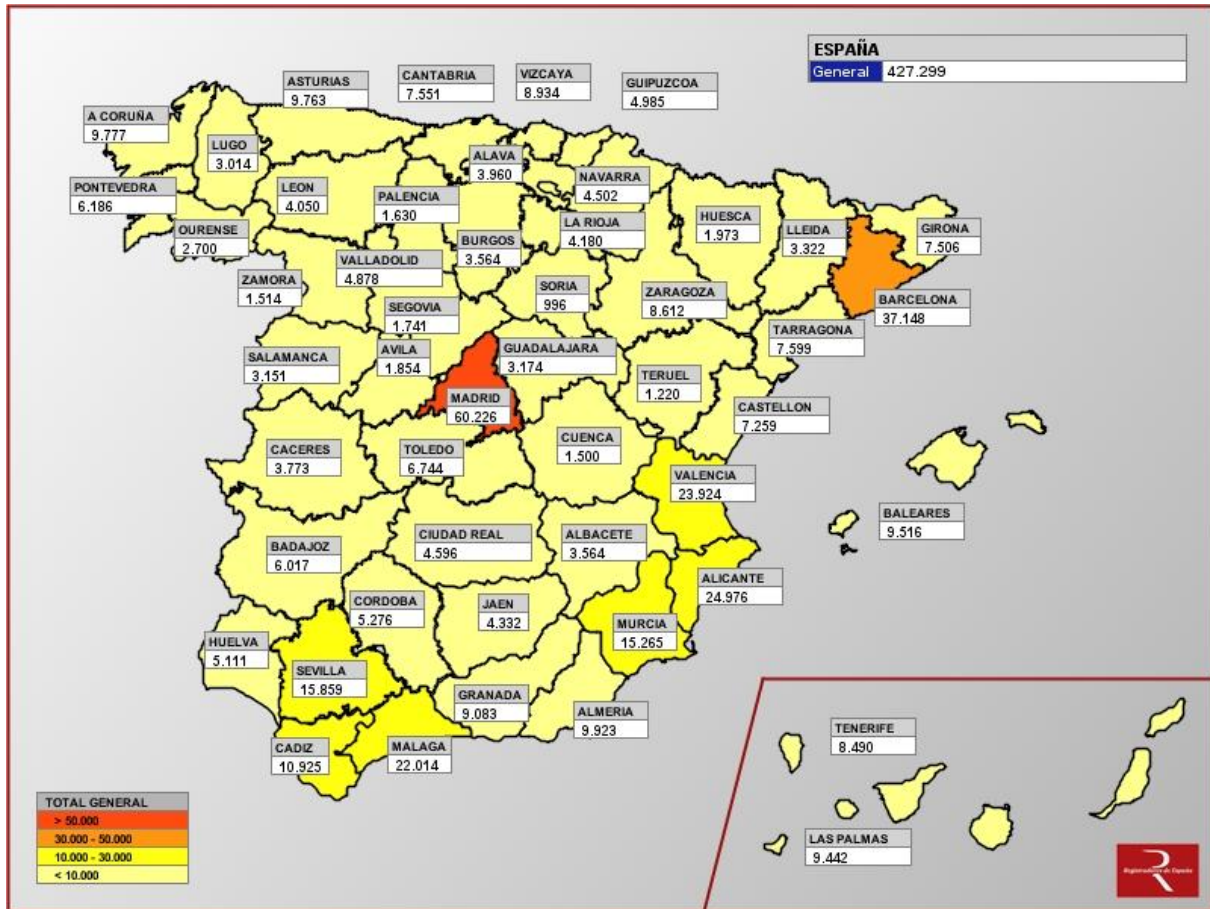 ESPAÑA
General 427.299
ASTURIAS
9.763
CANTABRIA
7.551
VIZCAYA
8.934
GUIPUZCOA
4.985
A CORUÑA
9.777
LUGO
3.014
ALAVA
3.960
NAVARRA
4.502
PONTEVEDRA
6.186
LEON
4.050
PALENCIA
1.630
LA RIOJA
4.180
HUESCA
1.973
LLEIDA
3.322
GIRONA
7.506
OURENSE
2.700
BURGOS
3.564
VALLADOLID
4.878
ZAMORA
1.514
SORIA
996
ZARAGOZA
8.612
BARCELONA
37.148
SEGOVIA
1.741
TARRAGONA
7.599
SALAMANCA
3.151
AVILA
1.854
GUADALAJARA
3.174
TERUEL
1.220
MADRID
60.226
CASTELLON
7.259
CACERES
3.773
TOLEDO
6.744
CUENCA
1.500
VALENCIA
23.924
BALEARES
9.516
BADAJOZ
6.017
CIUDAD REAL
4.596
ALBACETE
3.564
ALICANTE
24.976
CORDOBA
5.276
JAEN
4.332
MURCIA
15.265
HUELVA
5.111
SEVILLA
15.859
GRANADA
9.083
ALMERIA
9.923
CADIZ
10.925
MALAGA
22.014
TENERIFE
8.490
LAS PALMAS
9.442
TOTAL GENERAL
> 50.000
30.000 - 50.000
10.000 - 30.000
< 10.000
R
Registradores de España